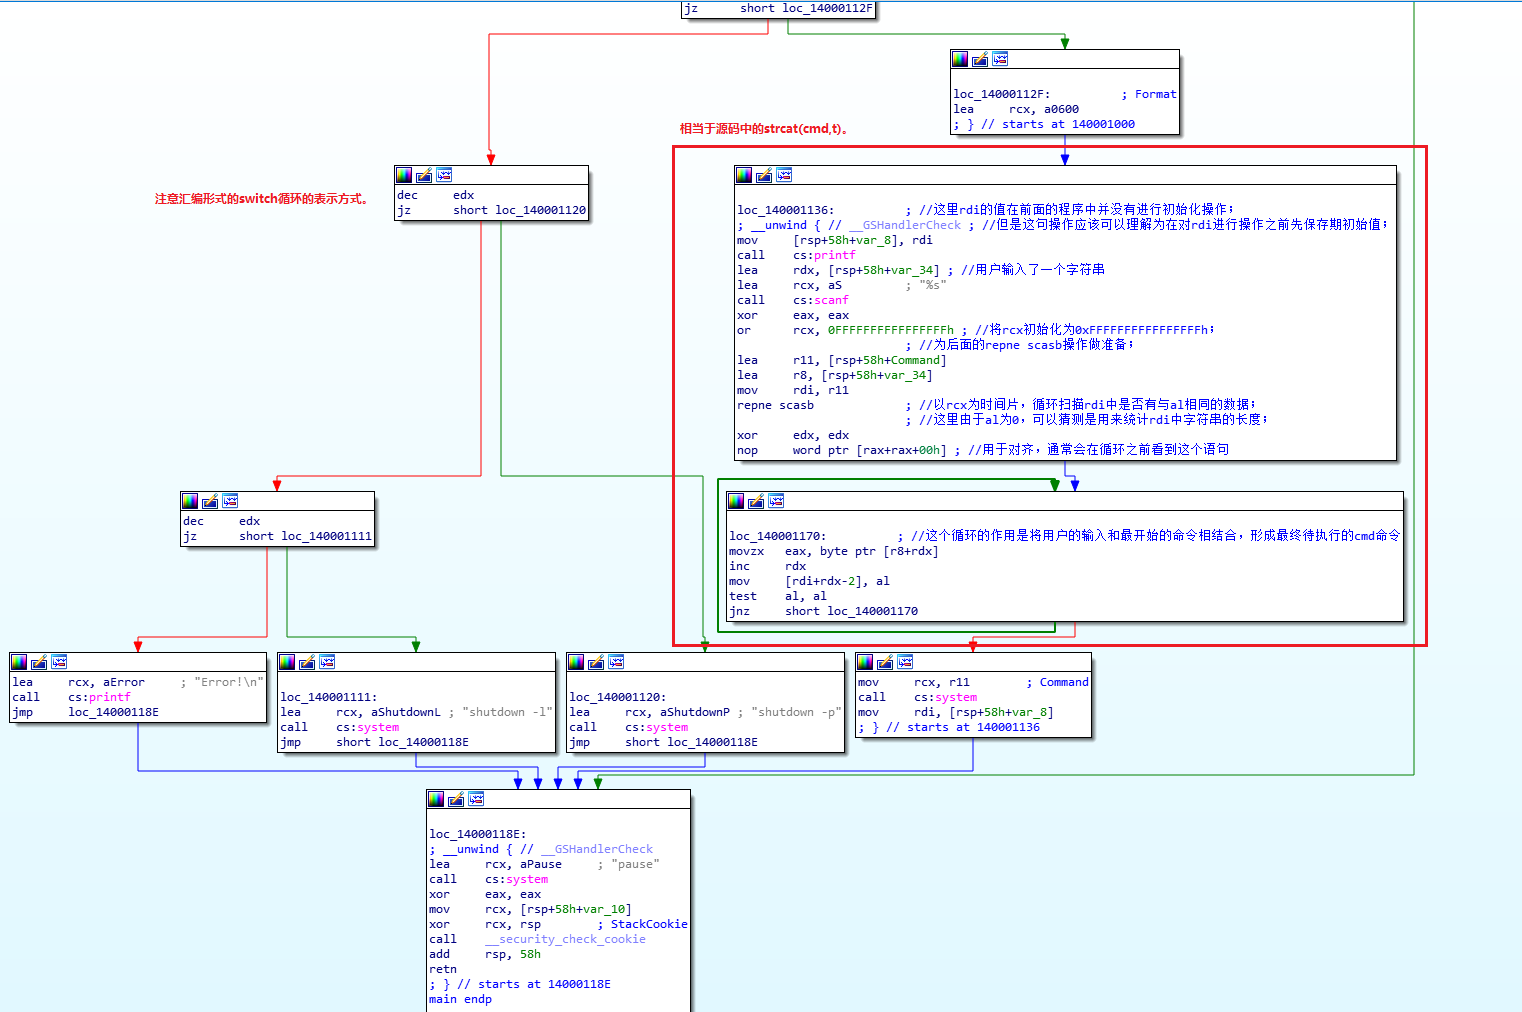 jz short loc_14000112F
loc_14000112F: ; Format
lea rcx, a0600
; } // starts at 140001000
相当于源码中的strcat(cmd,t)。
注意汇编形式的switch循环的表示方式。
dec edx
jz short loc_140001120
loc_140001136: ; //这里rdi的值在前面的程序中并没有进行初始化操作;
; __unwind { // __GSHandlerCheck ; //但是这句操作应该可以理解为在对rdi进行操作之前先保存期初始值;
mov [rsp+58h+var_8], rdi
call cs:printf
lea rdx, [rsp+58h+var_34] ; //用户输入了一个字符串
lea rcx, aS ; "%s"
call cs:scanf
xor eax, eax
or rcx, 0FFFFFFFFFFFFFFFFh ; //将rcx初始化为0xFFFFFFFFFFFFFFFFh;
; //为后面的repne scasb操作做准备;
lea r11, [rsp+58h+Command]
lea r8, [rsp+58h+var_34]
mov rdi, r11
repne scasb ; //以rcx为时间片，循环扫描rdi中是否有与al相同的数据;
; //这里由于al为0，可以猜测是用来统计rdi中字符串的长度;
xor edx, edx
nop word ptr [rax+rax+00h] ; //用于对齐，通常会在循环之前看到这个语句
dec edx
jz short loc_140001111
loc_140001170: ; //这个循环的作用是将用户的输入和最开始的命令相结合，形成最终待执行的cmd命令
movzx eax, byte ptr [r8+rdx]
inc rdx
mov [rdi+rdx-2], al
test al, al
jnz short loc_140001170
lea rcx, aError ; "Error!\n"
call cs:printf
jmp loc_14000118E
loc_140001111:
lea rcx, aShutdownL ; "shutdown -l"
call cs:system
jmp short loc_14000118E
loc_140001120:
lea rcx, aShutdownP ; "shutdown -p"
call cs:system
jmp short loc_14000118E
mov rcx, r11 ; Command
call cs:system
mov rdi, [rsp+58h+var_8]
; } // starts at 140001136
loc_14000118E:
; __unwind { // __GSHandlerCheck
lea rcx, aPause ; "pause"
call cs:system
xor eax, eax
mov rcx, [rsp+58h+var_10]
xor rcx, rsp ; StackCookie
call __security_check_cookie
add rsp, 58h
retn
; } // starts at 14000118E
main endp